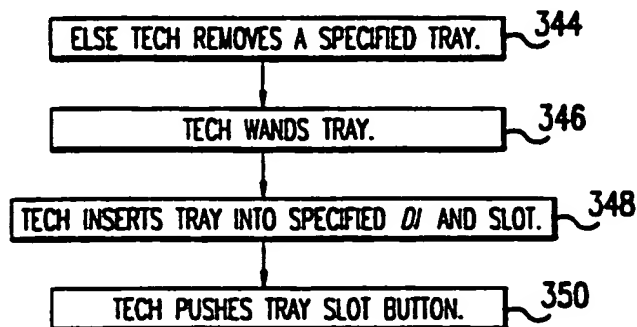 ELSE TECH REMOVES A SPECIFIED TRAY. 344
TECH WANDS TRAY. 346
TECH INSERTS TRAY INTO SPECIFIED DI AND SLOT. 348
TECH PUSHES TRAY SLOT BUTTON. 350